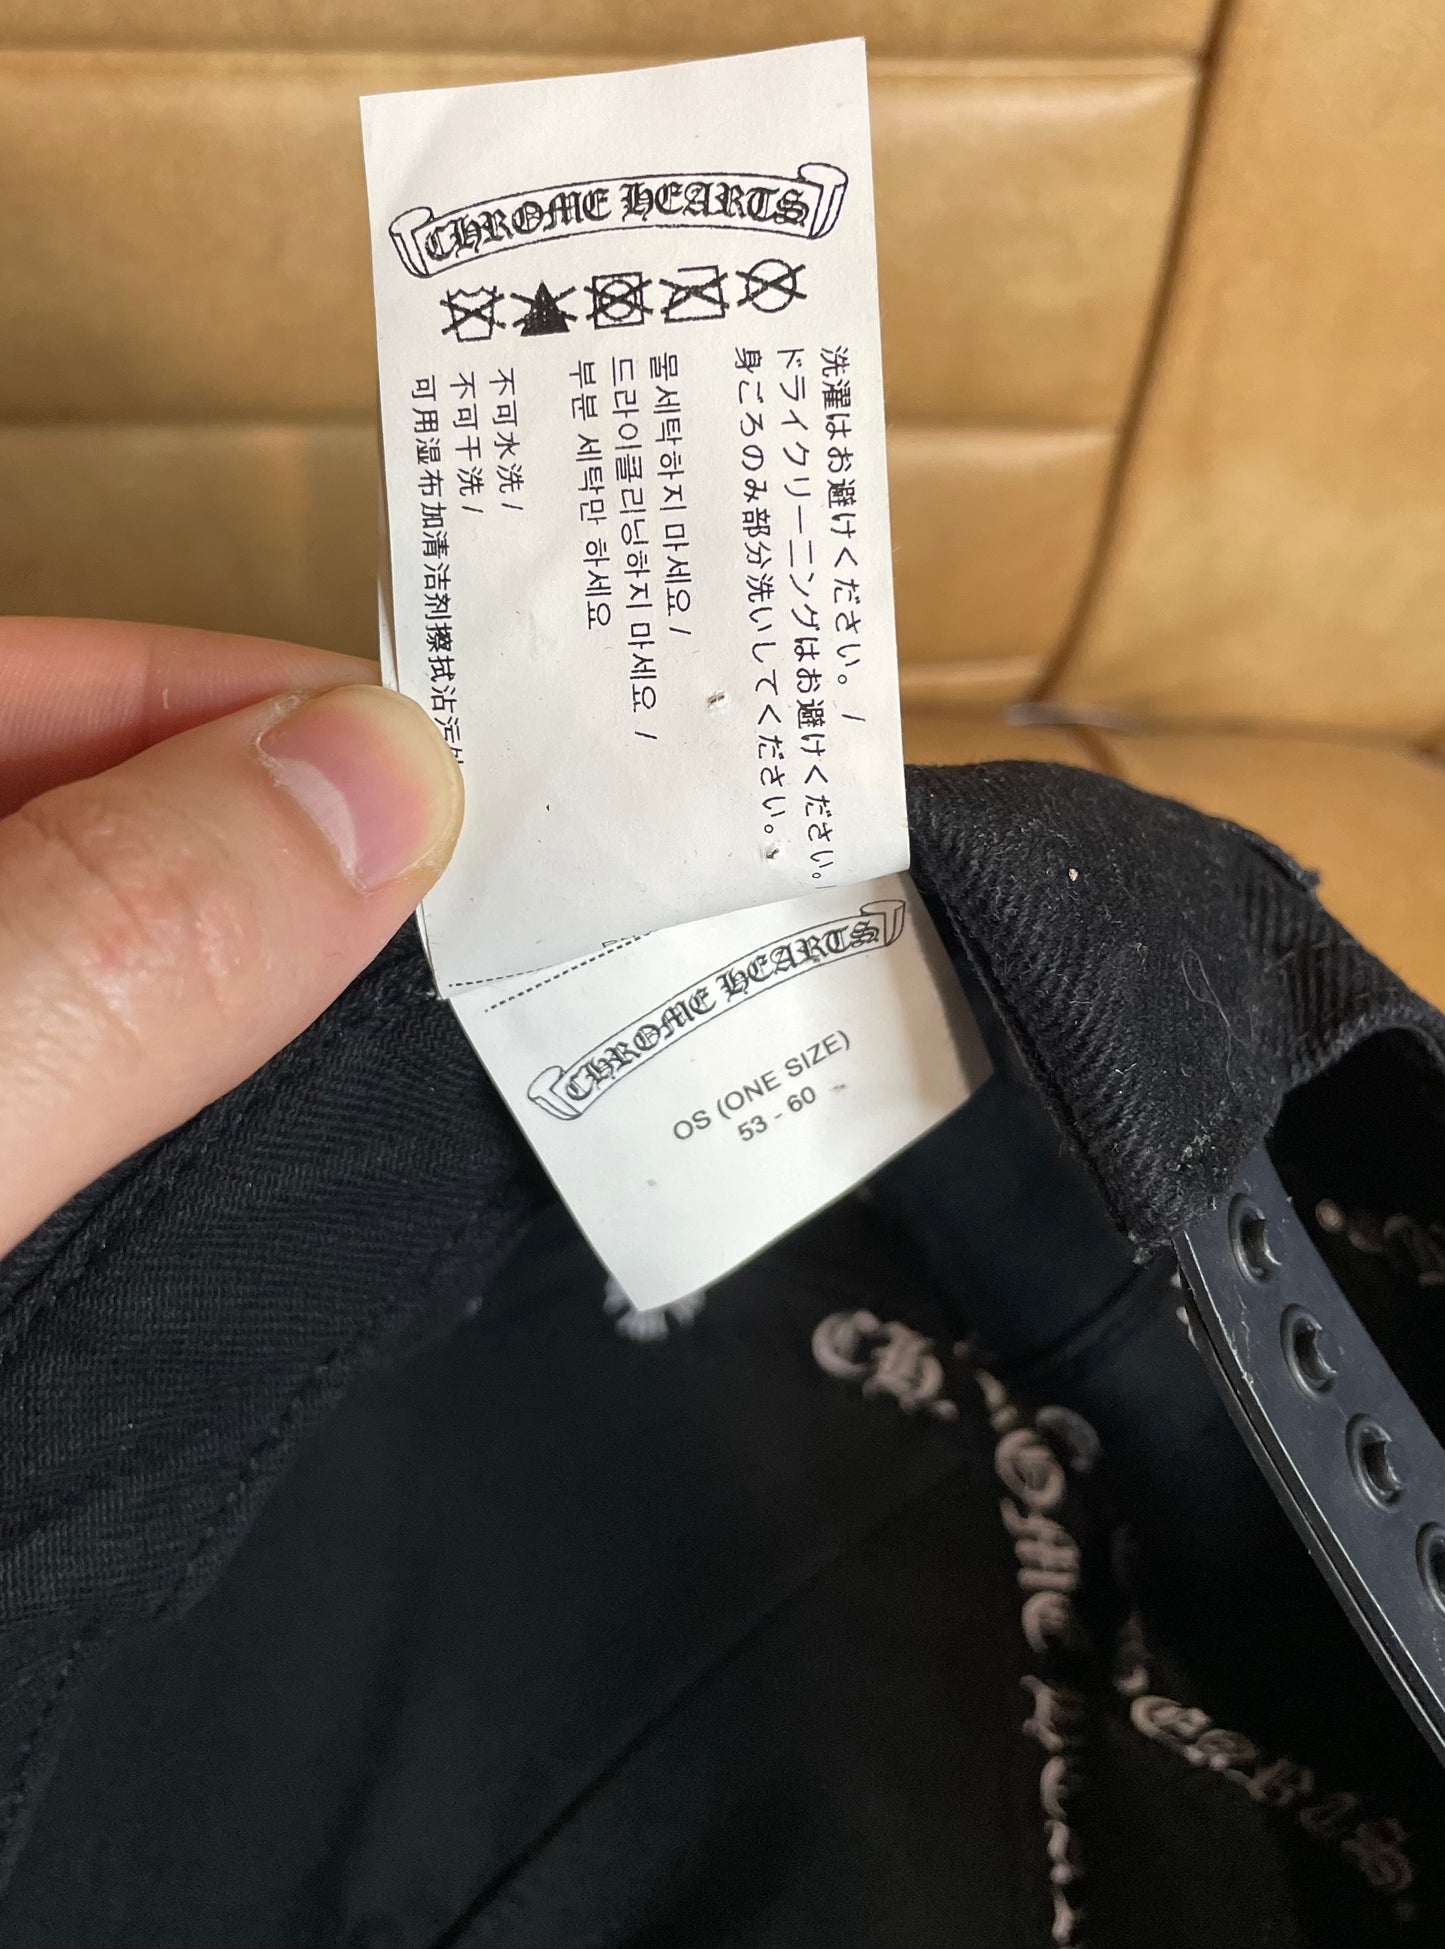 CHROME HEARTS
洗濯はお避けください。/
ドライクリーニングはお避けください。/
身ごろのみ部分洗いしてください。
물세탁하지 마세요 /
드라이클리닝하지 마세요 /
부분 세탁만 하세요
不可水洗 /
不可干洗 /
可用湿布加清洁剂擦拭沾污
CHROME HEARTS
OS (ONE SIZE)
53 - 60
CHROME
HEARTS